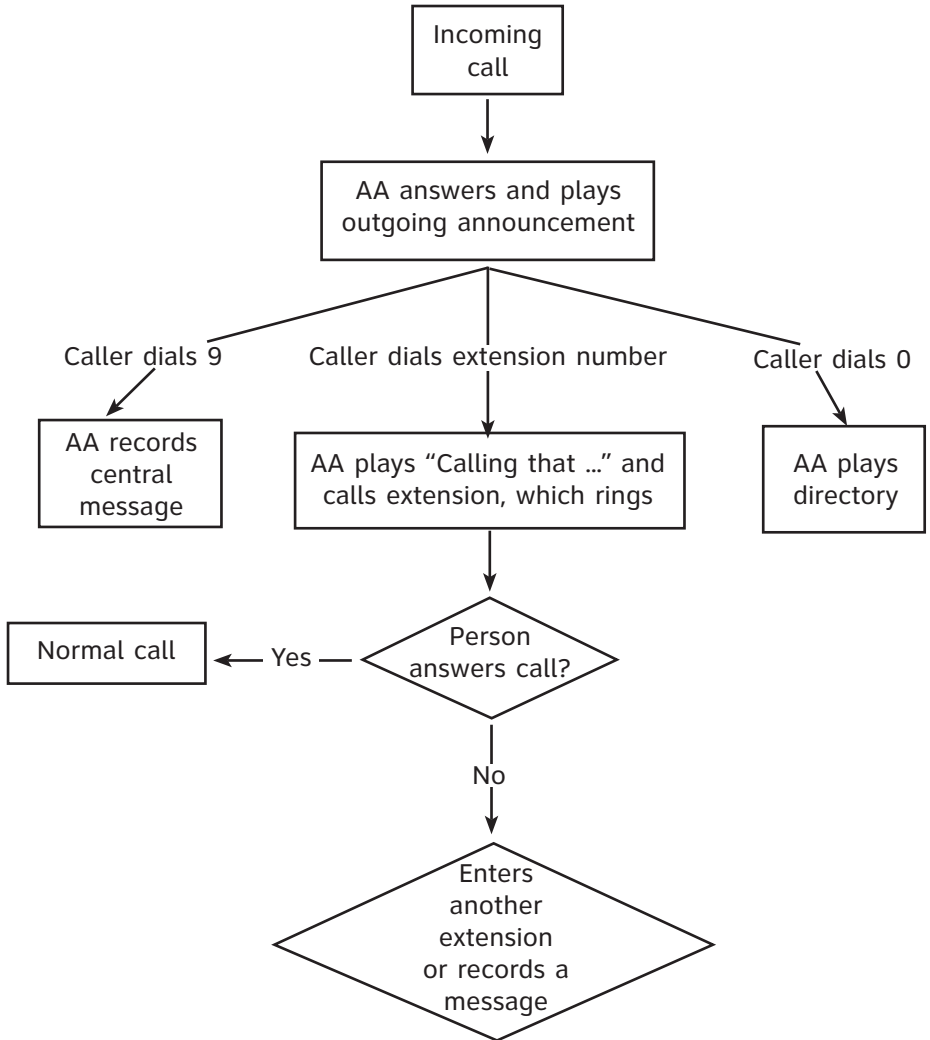 Incoming
call
AA answers and plays
outgoing announcement
Caller dials 9
Caller dials extension number
Caller dials 0
AA records
central
message
AA plays “Calling that ...” and
calls extension, which rings
AA plays
directory
Person
answers call?
Yes
Normal call
No
Enters
another
extension
or records a
message